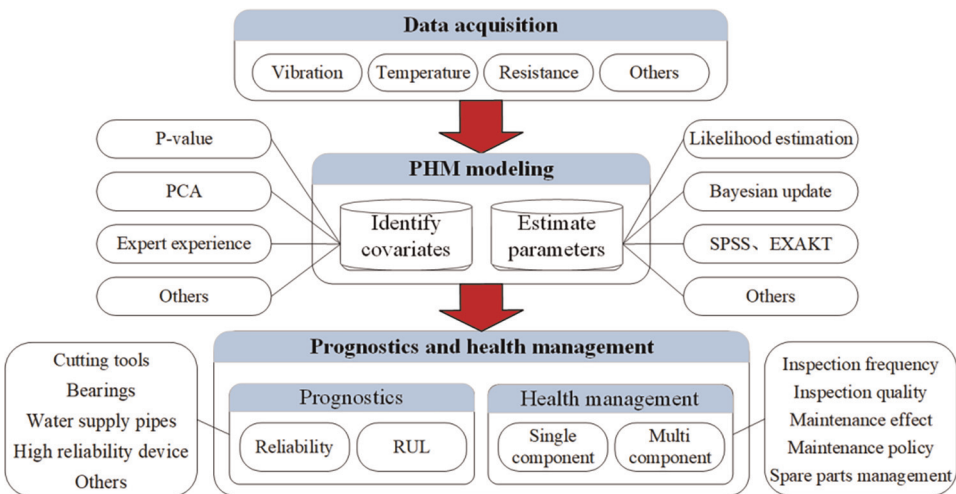 Data acquisition
Vibration
Temperature
Resistance
Others
P-value
PCA
Expert experience
Others
PHM modeling
Identify
covariates
Estimate
parameters
Likelihood estimation
Bayesian update
SPSS、EXAKT
Others
Prognostics and health management
Cutting tools
Bearings
Water supply pipes
High reliability device
Others
Prognostics
Reliability
RUL
Health management
Single
component
Multi
component
Inspection frequency
Inspection quality
Maintenance effect
Maintenance policy
Spare parts management